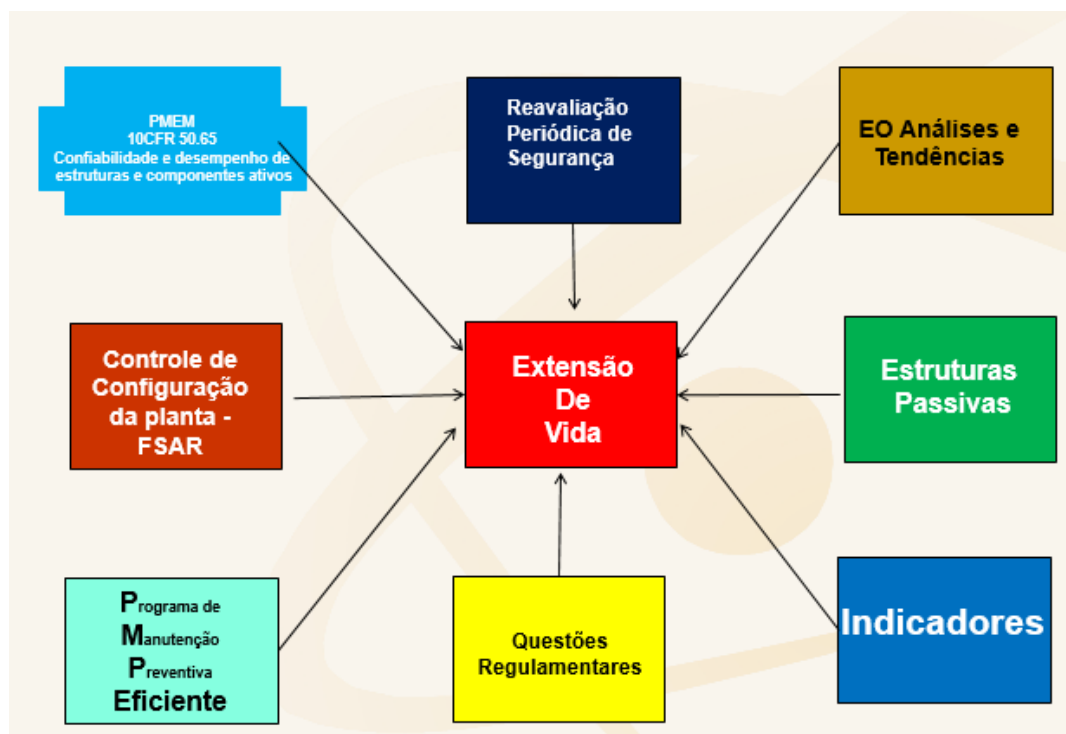 PMEM
10CFR 50.65
Confiabilidade e desempenho de
estruturas e componentes ativos
Reavaliação
Periódica de
Segurança
EO Análises e
Tendências
Controle de
Configuração
da planta -
FSAR
Extensão
De
Vida
Estruturas
Passivas
Programa de
Manutenção
Preventiva
Eficiente
Questões
Regulamentares
Indicadores